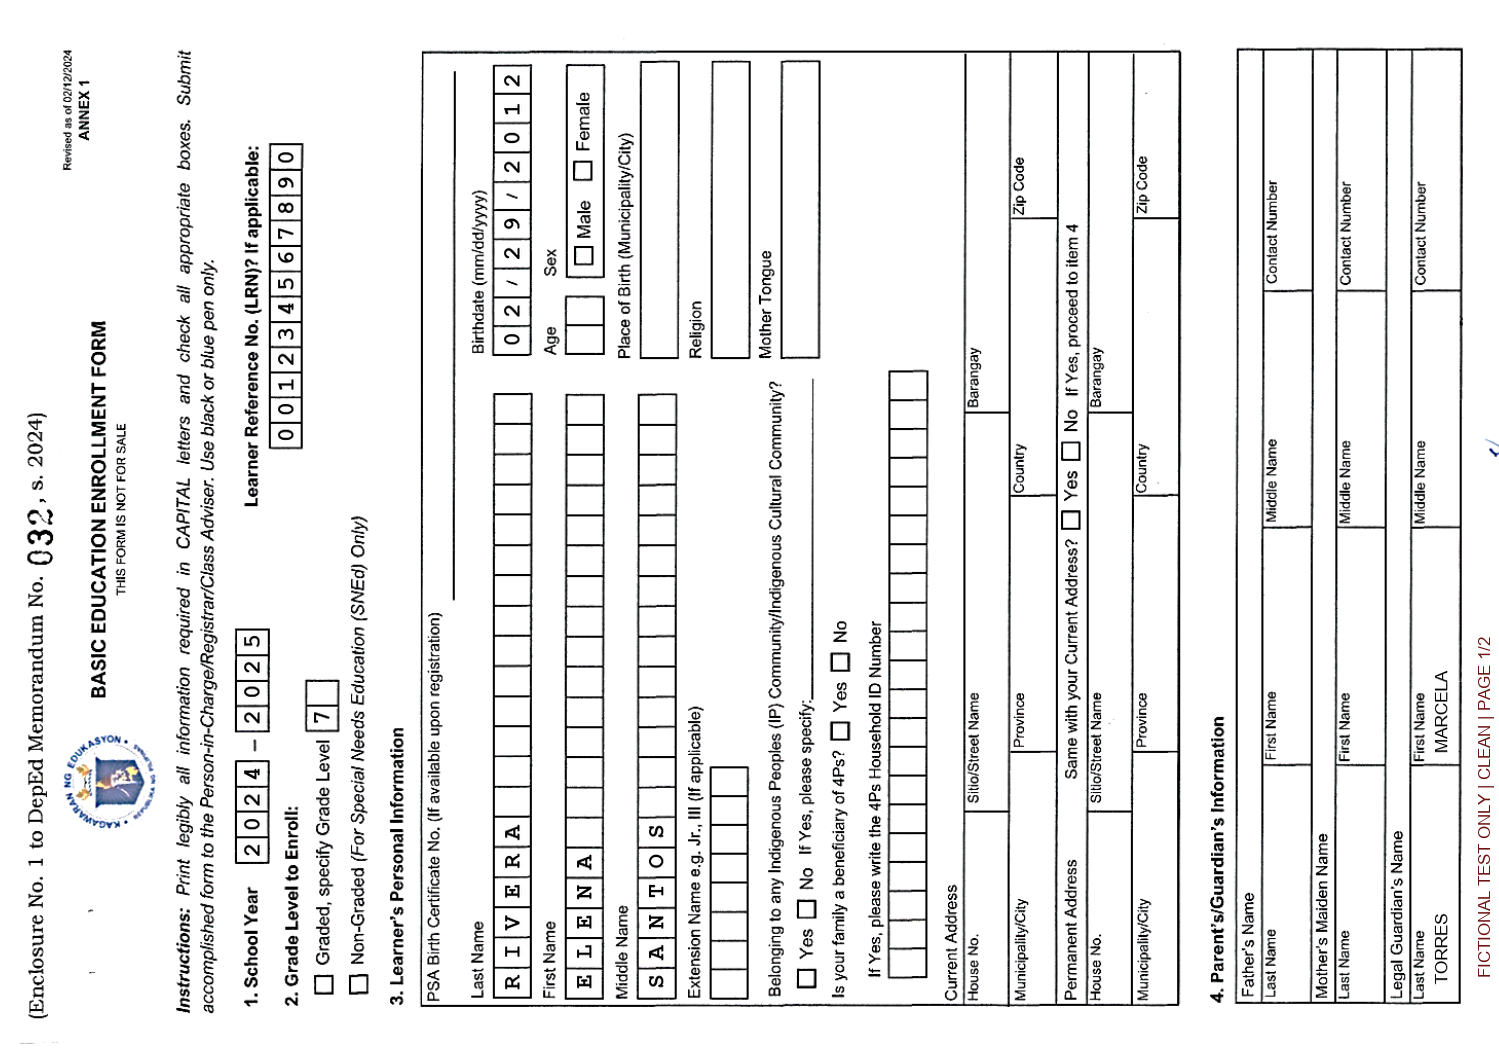 (Enclosure No. 1 to DepEd Memorandum No. 032, s. 2024)
Revised as of 02/12/2024
ANNEX 1
KAGAWARAN NG EDUKASYON
REPUBLIKA NG PILIPINAS
BASIC EDUCATION ENROLLMENT FORM
THIS FORM IS NOT FOR SALE
Instructions: Print legibly all information required in CAPITAL letters and check all appropriate boxes. Submit
accomplished form to the Person-in-Charge/Registrar/Class Adviser. Use black or blue pen only.
1. School Year 2024 – 2025
Learner Reference No. (LRN)? If applicable:
001234567890
2. Grade Level to Enroll:
Graded, specify Grade Level 7
Non-Graded (For Special Needs Education (SNEd) Only)
3. Learner's Personal Information
PSA Birth Certificate No. (If available upon registration)
Last Name
RIVERA
Birthdate (mm/dd/yyyy)
02/29/2012
First Name
ELENA
Age
Sex
Male Female
Middle Name
SANTOS
Place of Birth (Municipality/City)
Extension Name e.g. Jr., III (If applicable)
Religion
Mother Tongue
Belonging to any Indigenous Peoples (IP) Community/Indigenous Cultural Community?
Yes No If Yes, please specify:
Is your family a beneficiary of 4Ps? Yes No
If Yes, please write the 4Ps Household ID Number
Current Address
House No. Sitio/Street Name Barangay
Municipality/City Province Country Zip Code
Permanent Address Same with your Current Address? Yes No If Yes, proceed to item 4
House No. Sitio/Street Name Barangay
Municipality/City Province Country Zip Code
4. Parent's/Guardian's Information
Father's Name
Last Name First Name Middle Name Contact Number
Mother's Maiden Name
Last Name First Name Middle Name Contact Number
Legal Guardian's Name
Last Name First Name Middle Name Contact Number
TORRES MARCELA
FICTIONAL TEST ONLY | CLEAN | PAGE 1/2